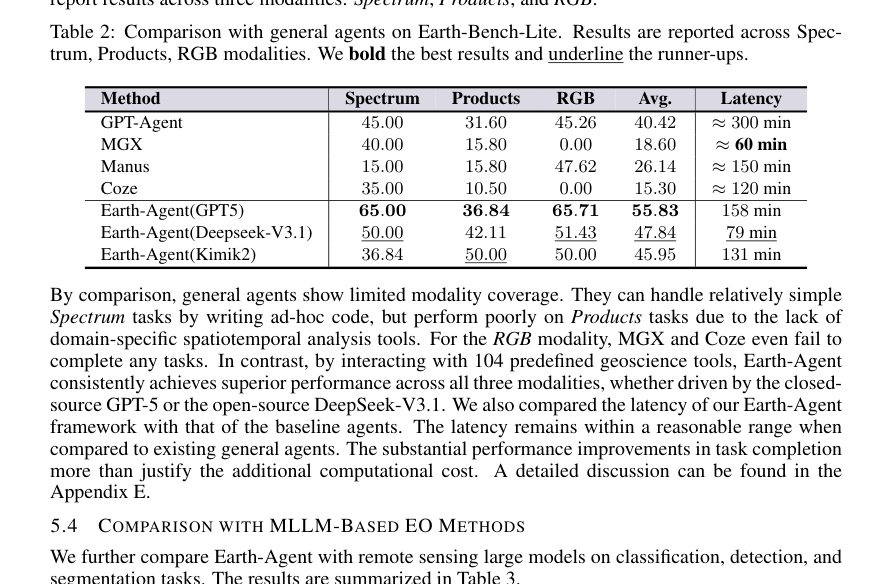 report results across three modalities: Spectrum, Products, and RGB.
Table 2: Comparison with general agents on Earth-Bench-Lite. Results are reported across Spec-
trum, Products, RGB modalities. We bold the best results and underline the runner-ups.
Method Spectrum Products RGB Avg. Latency
GPT-Agent 45.00 31.60 45.26 40.42 ≈ 300 min
MGX 40.00 15.80 0.00 18.60 ≈ 60 min
Manus 15.00 15.80 47.62 26.14 ≈ 150 min
Coze 35.00 10.50 0.00 15.30 ≈ 120 min
Earth-Agent(GPT5) 65.00 36.84 65.71 55.83 158 min
Earth-Agent(Deepseek-V3.1) 50.00 42.11 51.43 47.84 79 min
Earth-Agent(Kimik2) 36.84 50.00 50.00 45.95 131 min
By comparison, general agents show limited modality coverage. They can handle relatively simple
Spectrum tasks by writing ad-hoc code, but perform poorly on Products tasks due to the lack of
domain-specific spatiotemporal analysis tools. For the RGB modality, MGX and Coze even fail to
complete any tasks. In contrast, by interacting with 104 predefined geoscience tools, Earth-Agent
consistently achieves superior performance across all three modalities, whether driven by the closed-
source GPT-5 or the open-source DeepSeek-V3.1. We also compared the latency of our Earth-Agent
framework with that of the baseline agents. The latency remains within a reasonable range when
compared to existing general agents. The substantial performance improvements in task completion
more than justify the additional computational cost. A detailed discussion can be found in the
Appendix E.
5.4 COMPARISON WITH MLLM-BASED EO METHODS
We further compare Earth-Agent with remote sensing large models on classification, detection, and
segmentation tasks. The results are summarized in Table 3.